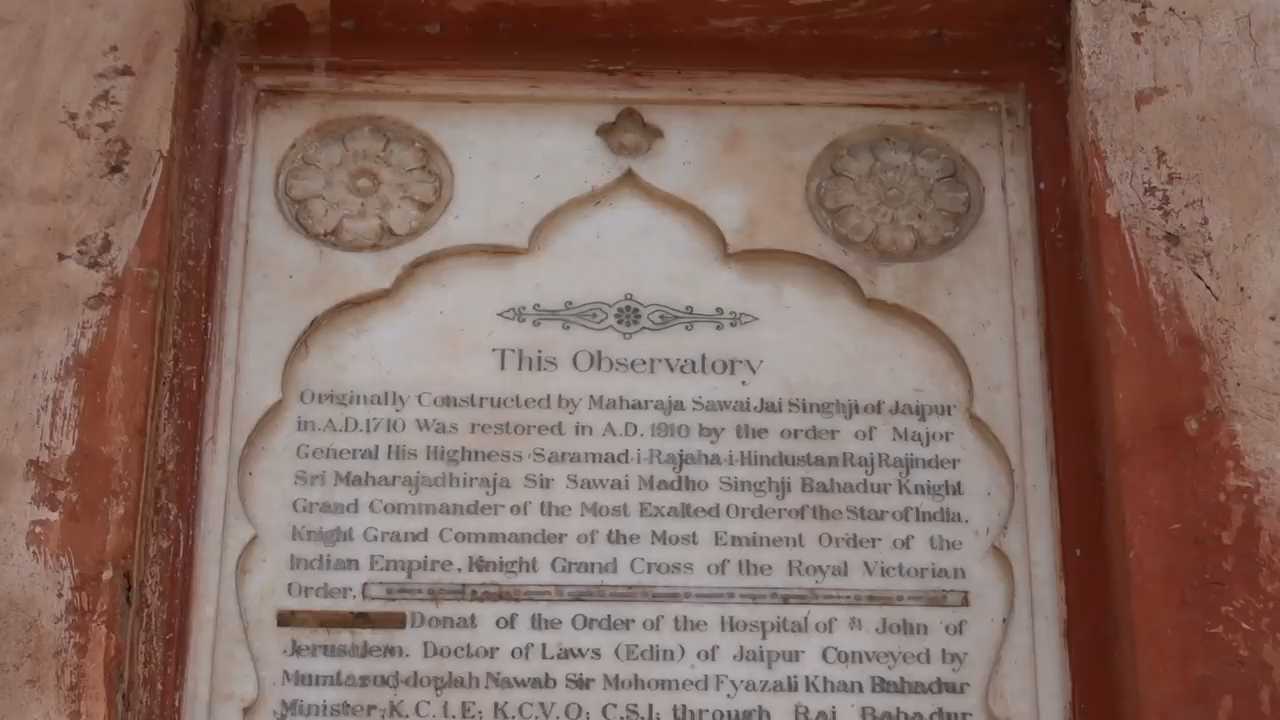 This Observatory
Originally Constructed by Maharaja Sawai Jai Singhji of Jaipur
in.A.D.1710 Was restored in A.D. 1910 by the order of Major
General His Highness Saramad-i-Rajaha-i-Hindustan Raj Rajinder
Sri Maharajadhiraja Sir Sawai Madho Singhji Bahadur Knight
Grand Commander of the Most Exalted Order of the Star of India,
Knight Grand Commander of the Most Eminent Order of the
Indian Empire, Knight Grand Cross of the Royal Victorian
Order,
Donat of the Order of the Hospital of St. John of
Jerusalem. Doctor of Laws (Edin) of Jaipur Conveyed by
Mumtazud-doplah Nawab Sir Mohomed Fyazali Khan Bahadur
Minister, K.C.I.E; K.C.V.O; C.S.I; through Rai Bahadur